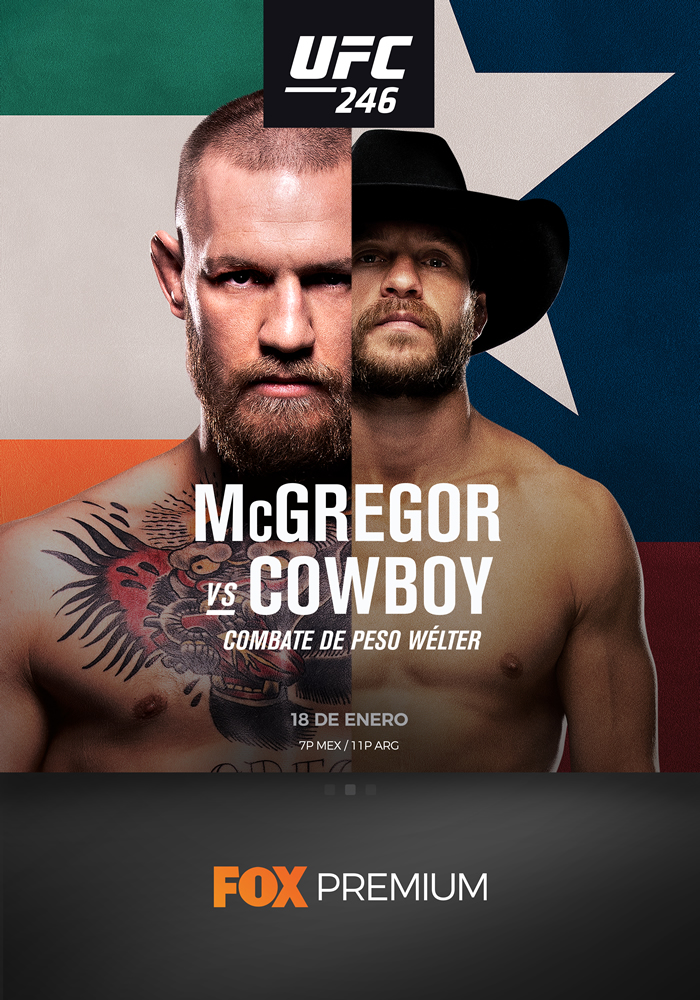 UFC
246
McGREGOR
vs COWBOY
COMBATE DE PESO WÉLTER
18 DE ENERO
7P MEX / 11P ARG
FOX PREMIUM